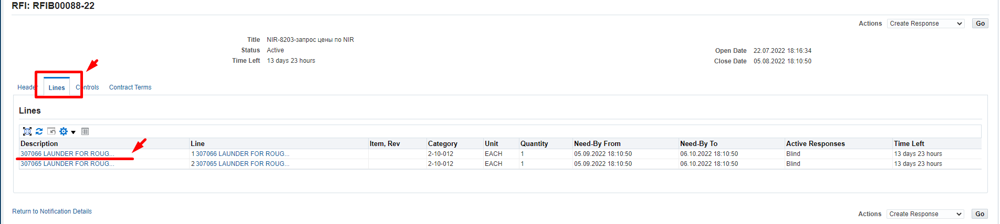 RFI: RFIB00088-22
Actions Create Response Go
Title NIR-8203-запрос цены по NIR
Status Active
Time Left 13 days 23 hours
Open Date 22.07.2022 18:16:34
Close Date 05.08.2022 18:10:50
Header Lines Controls Contract Terms
Lines
Description Line Item, Rev Category Unit Quantity Need-By From Need-By To Active Responses Time Left
307066 LAUNDER FOR ROUG... 1 307066 LAUNDER FOR ROUG... 2-10-012 EACH 1 05.09.2022 18:10:50 06.10.2022 18:10:50 Blind 13 days 23 hours
307065 LAUNDER FOR ROUG... 2 307065 LAUNDER FOR ROUG... 2-10-012 EACH 1 05.09.2022 18:10:50 06.10.2022 18:10:50 Blind 13 days 23 hours
Return to Notification Details
Actions Create Response Go